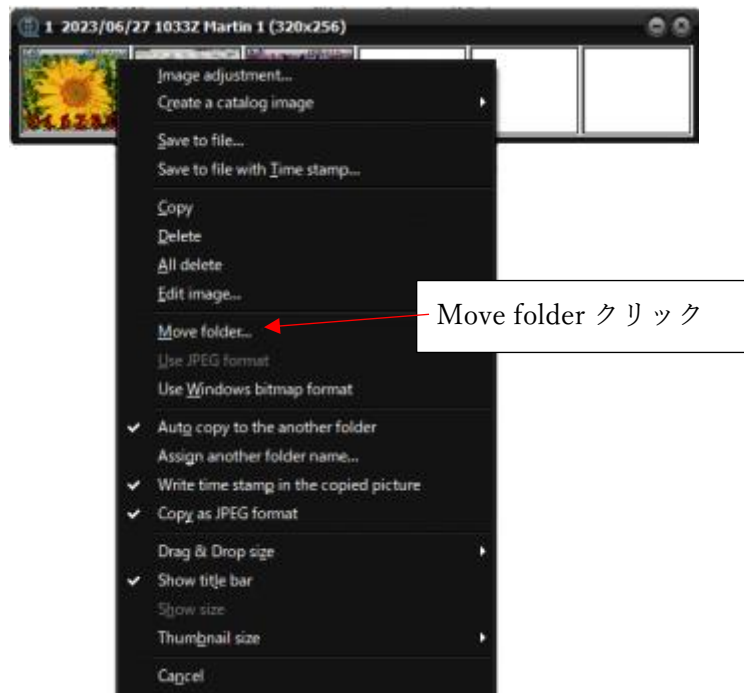 1 2023/06/27 1033Z Martin 1 (320x256)
Image adjustment...
Create a catalog image
Save to file...
Save to file with Time stamp...
Copy
Delete
All delete
Edit image...
Move folder...
Move folder クリック
Use JPEG format
Use Windows bitmap format
Auto copy to the another folder
Assign another folder name...
Write time stamp in the copied picture
Copy as JPEG format
Drag & Drop size
Show title bar
Show size
Thumbnail size
Cancel